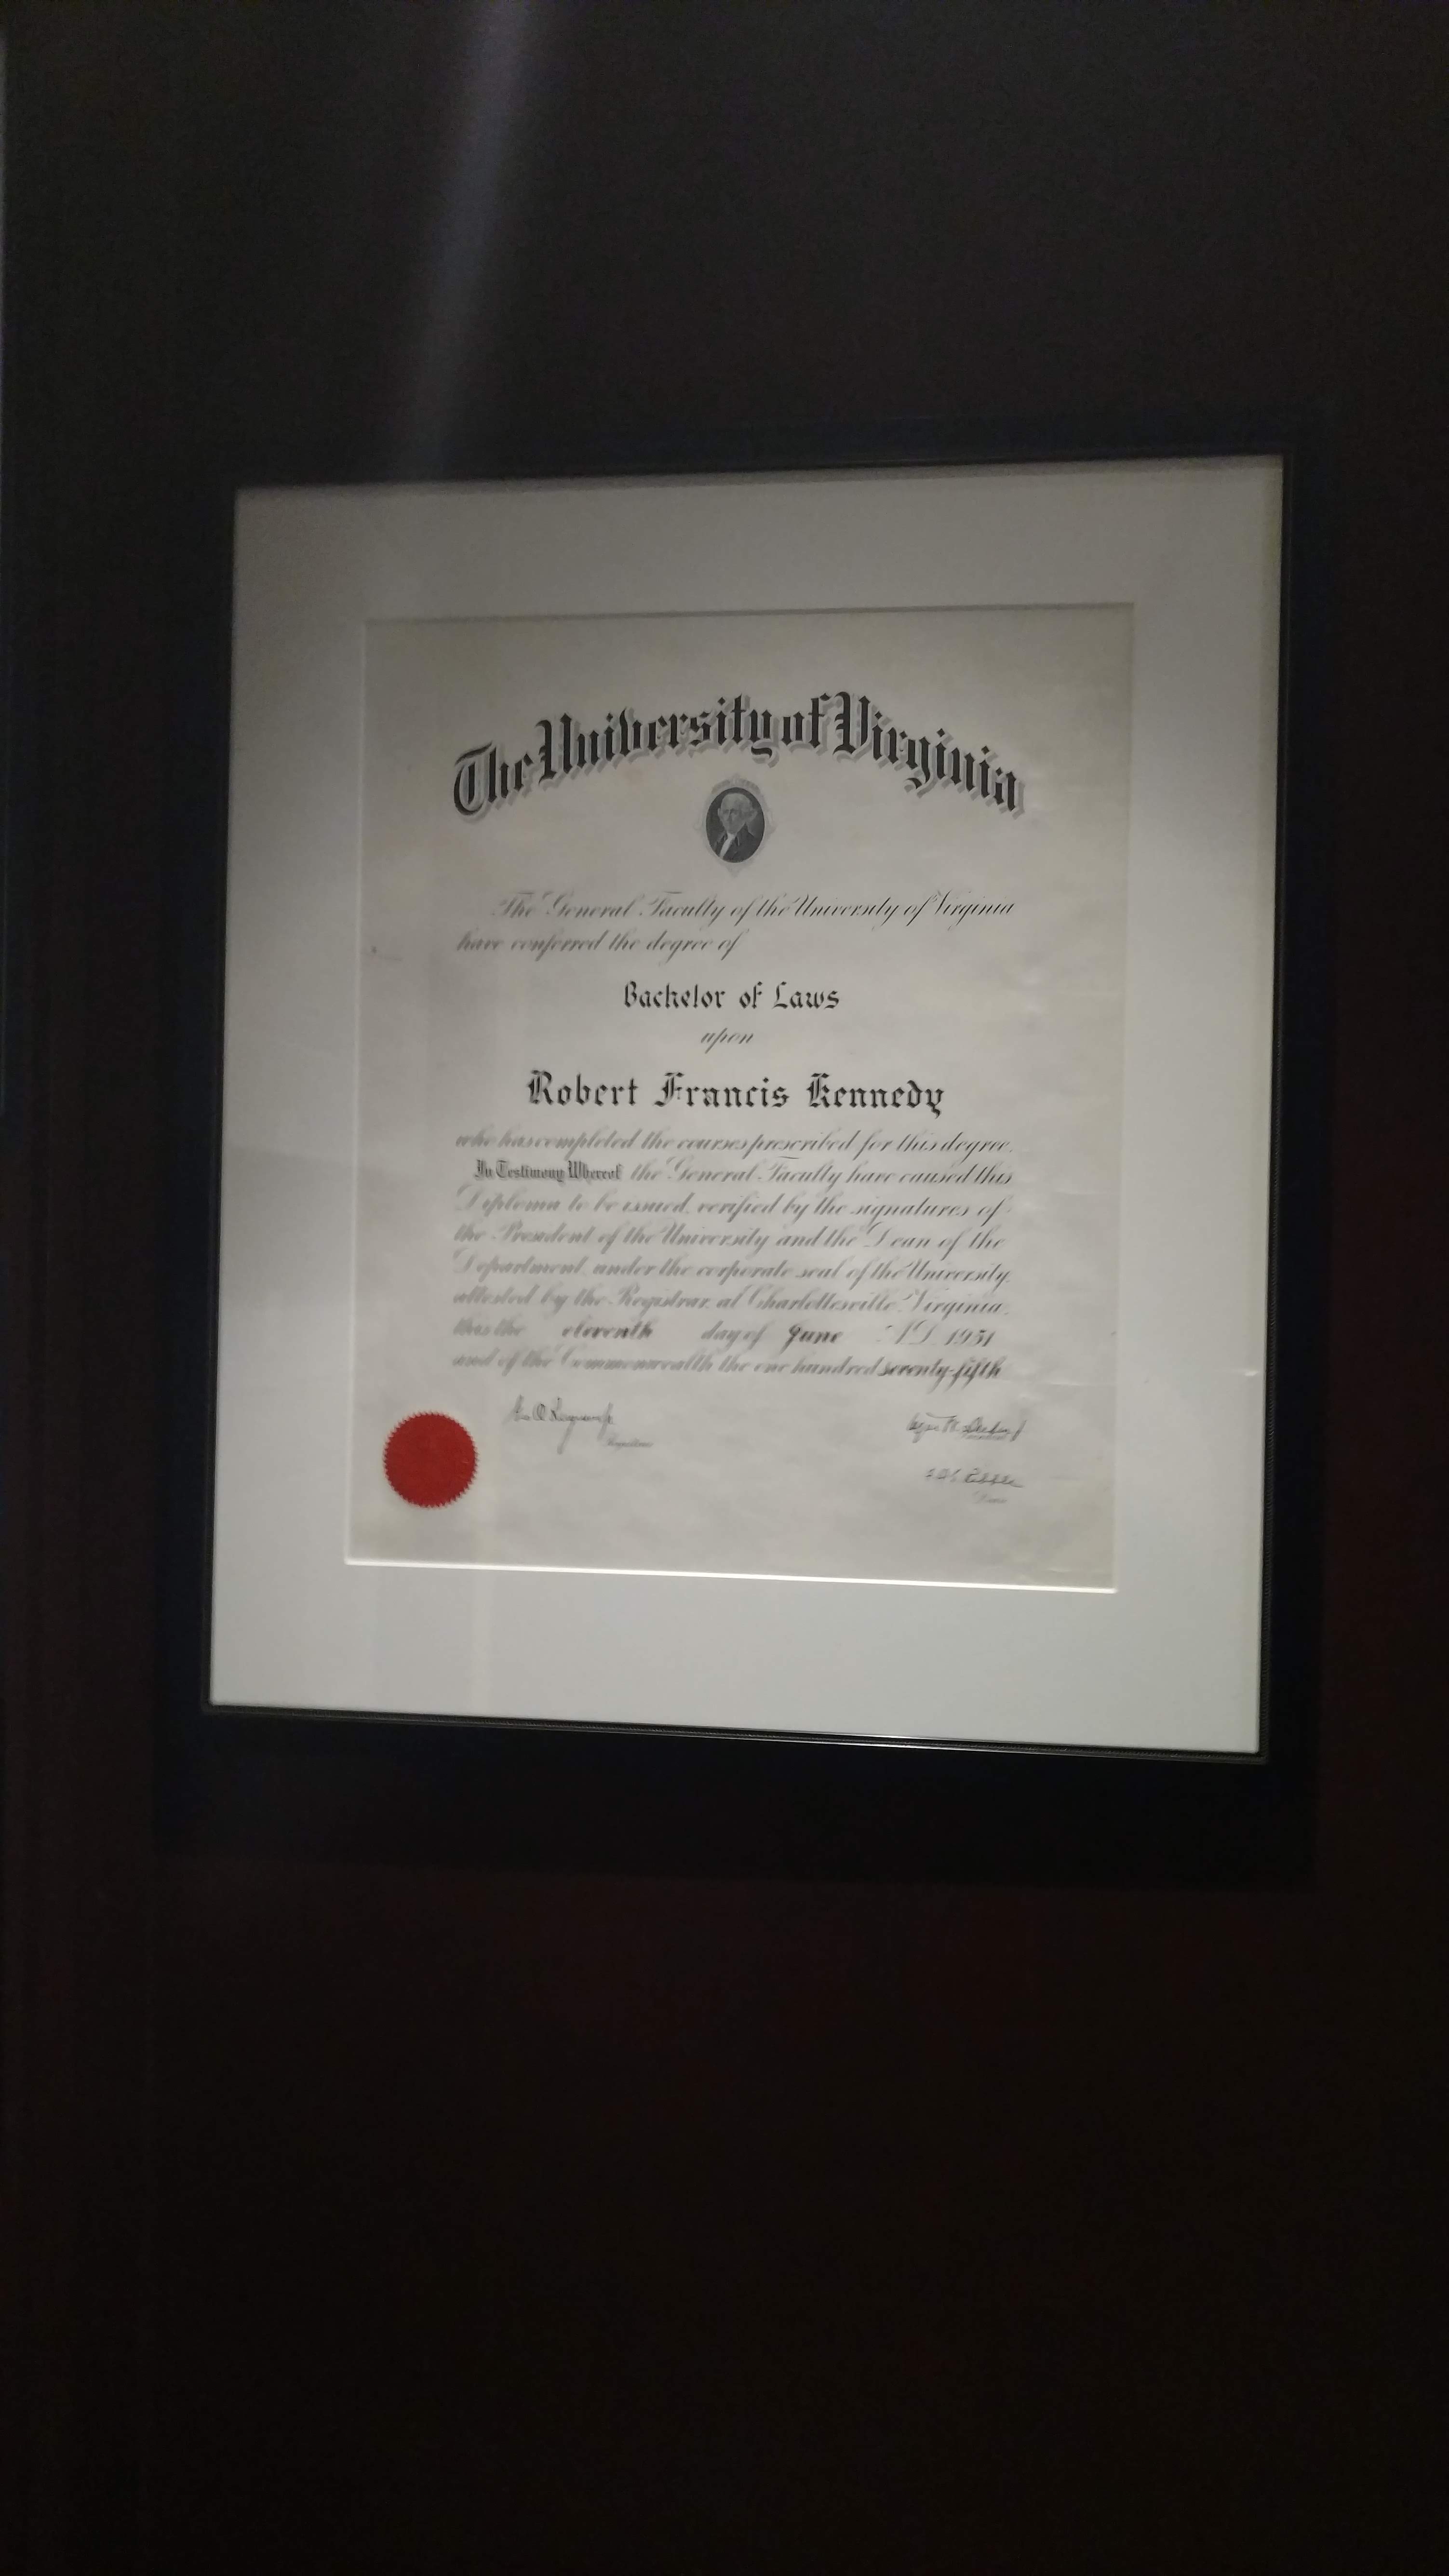 The University of Virginia
The General Faculty of the University of Virginia
have conferred the degree of
Bachelor of Laws
upon
Robert Francis Kennedy
who has completed the courses prescribed for this degree.
In Testimony Whereof the General Faculty have caused this
Diploma to be issued, verified by the signatures of
the President of the University and the Dean of the
Department, under the corporate seal of the University,
attested by the Registrar, at Charlottesville, Virginia,
this the eleventh day of June A.D. 1951
and of the Commonwealth the one hundred seventy-fifth
Registrar
President
Dean